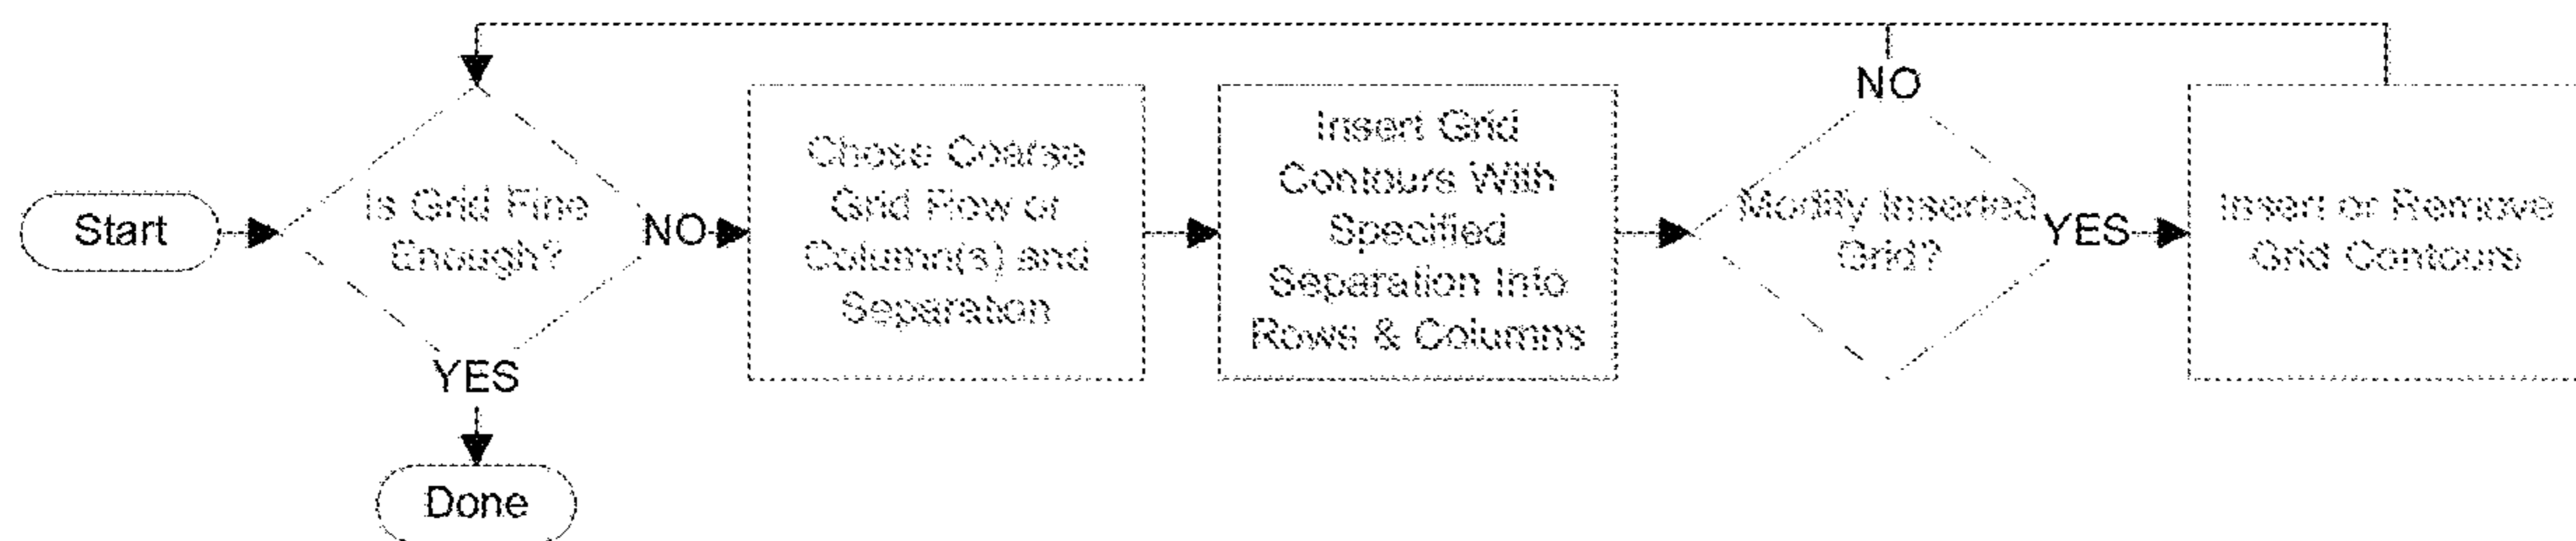 Start
Is Grid Fine
Enough?
YES
Done
NO
Chose Coarse
Grid Row or
Column(s) and
Separation
Insert Grid
Contours With
Specified
Separation Into
Rows & Columns
NO
Modify Inserted
Grid?
YES
Insert or Remove
Grid Contours